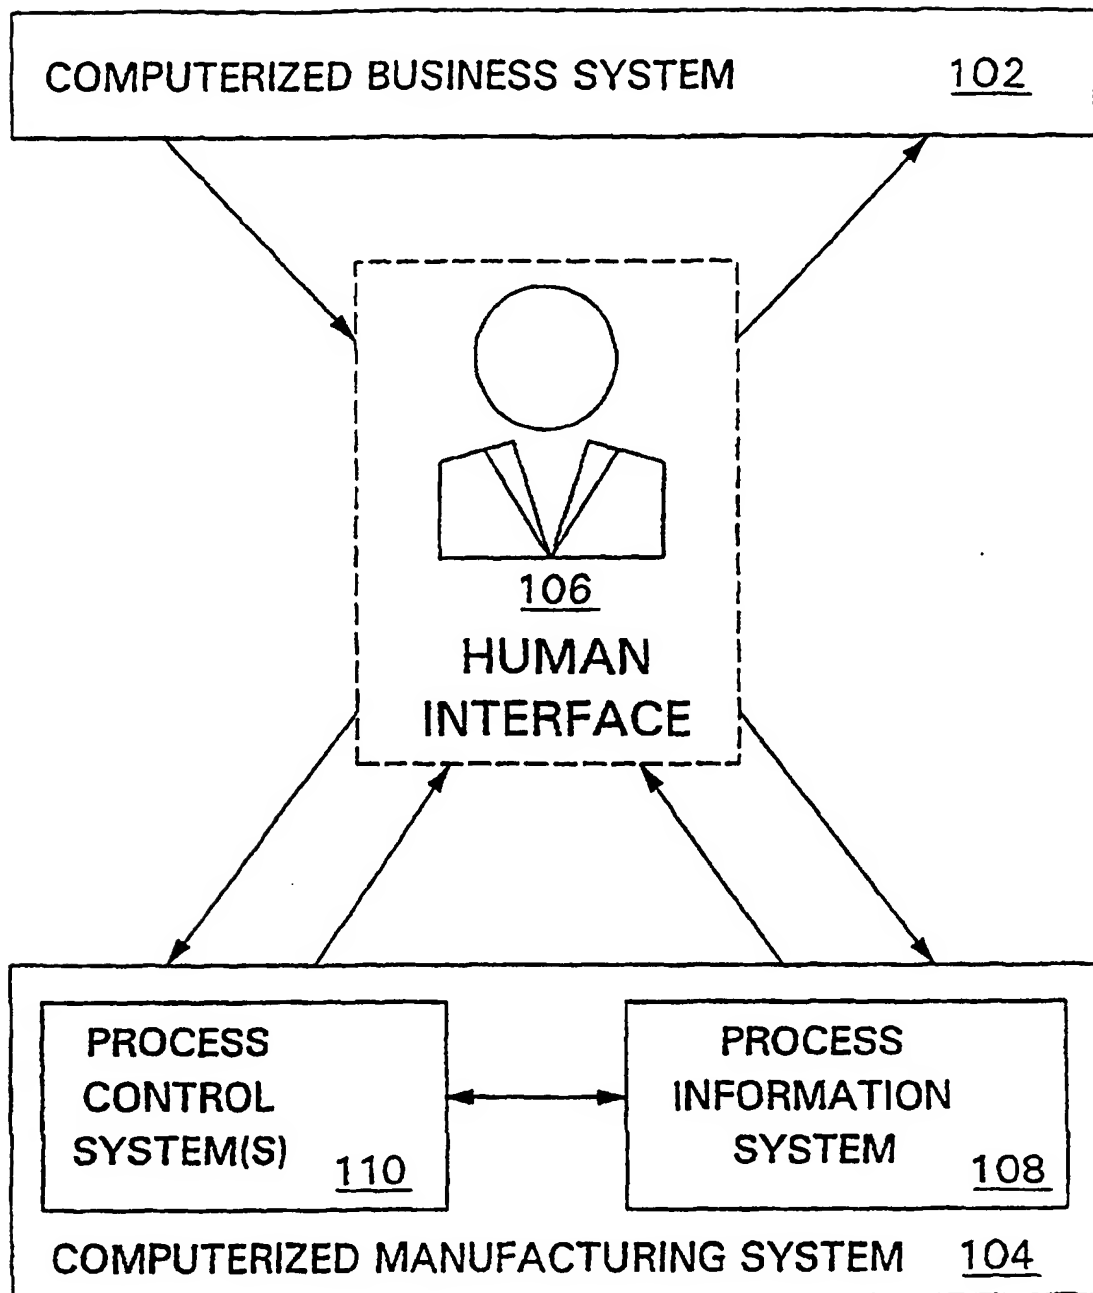 COMPUTERIZED BUSINESS SYSTEM 102
106
HUMAN
INTERFACE
PROCESS
CONTROL
SYSTEM(S) 110
PROCESS
INFORMATION
SYSTEM 108
COMPUTERIZED MANUFACTURING SYSTEM 104